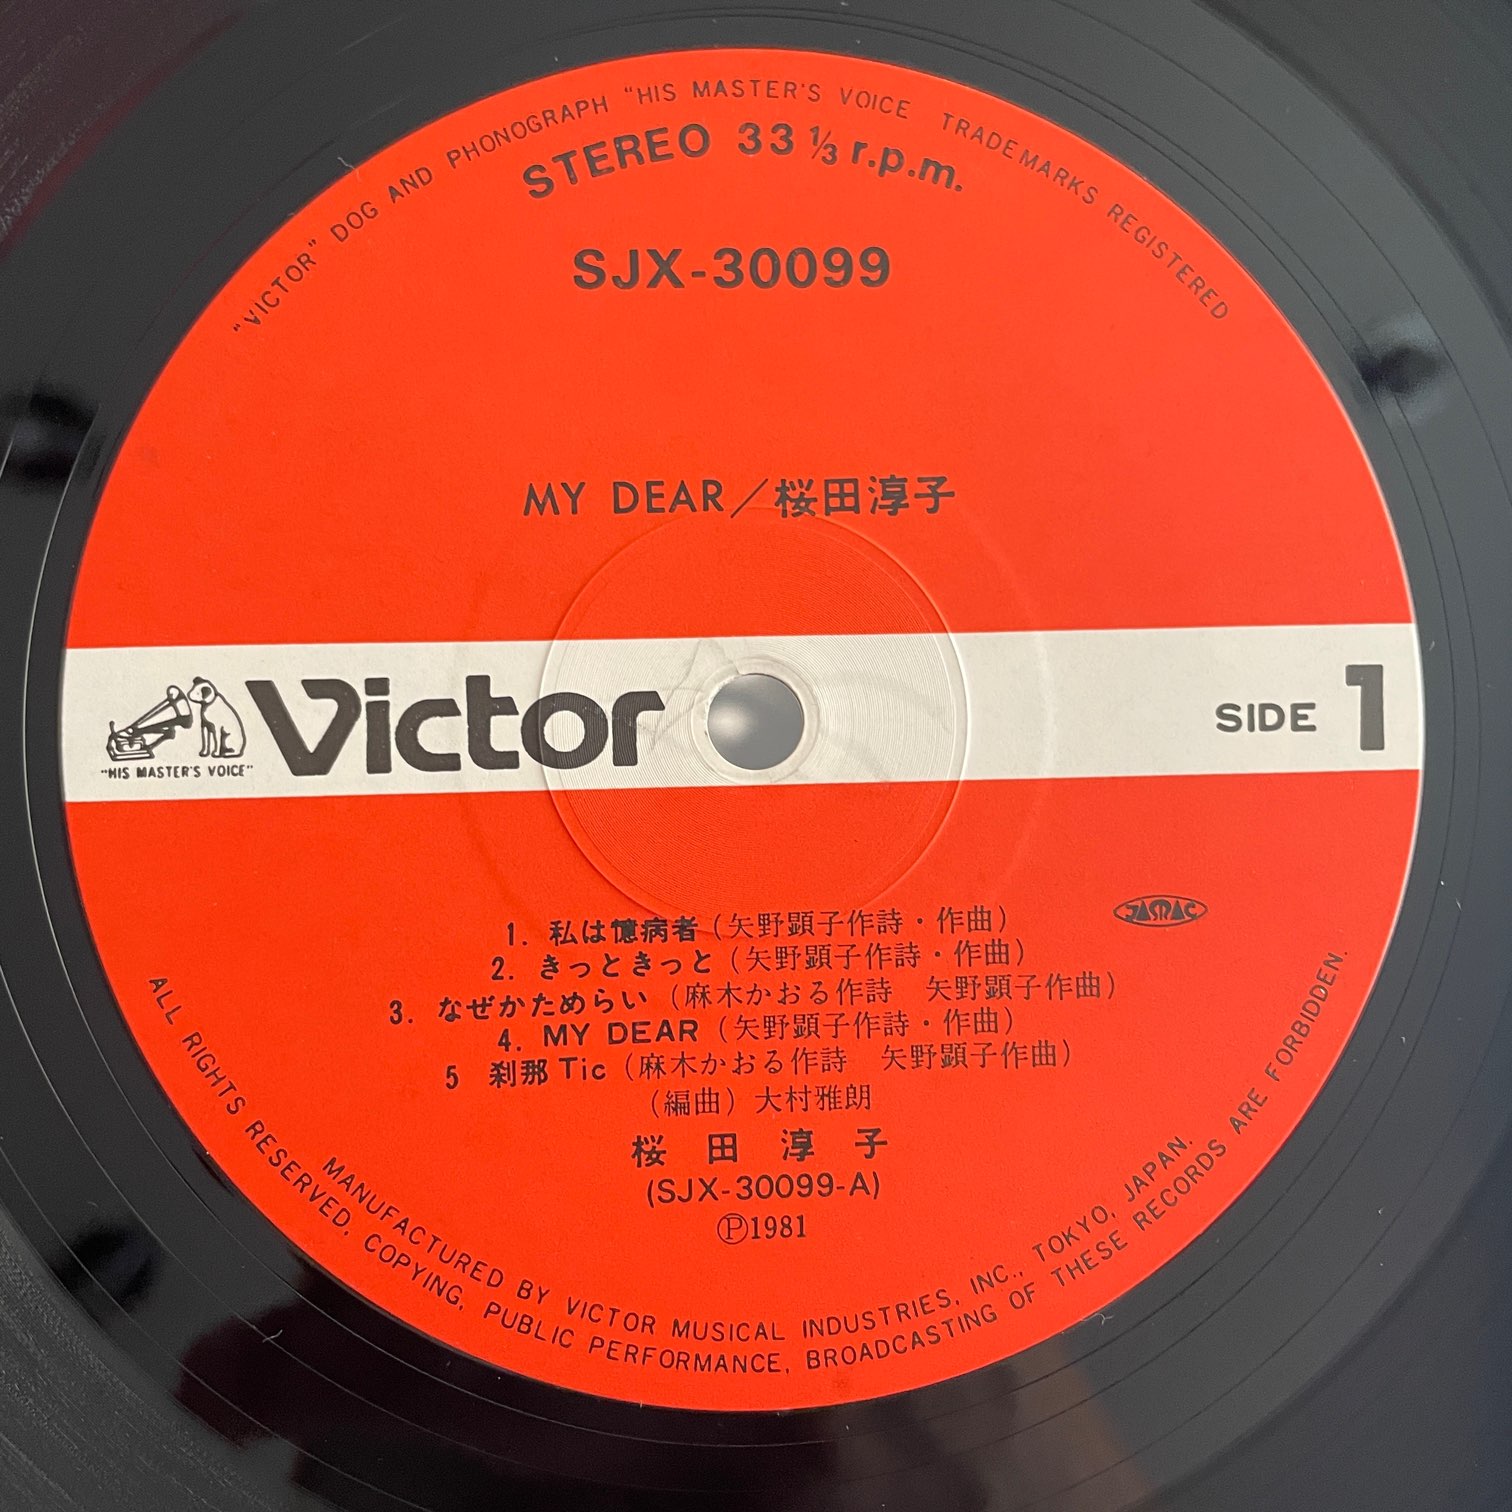 "VICTOR" DOG AND PHONOGRAPH "HIS MASTER'S VOICE TRADEMARKS REGISTERED
STEREO 33 ⅓ r.p.m.
SJX-30099
MY DEAR／桜田淳子
"HIS MASTER'S VOICE"
Victor
SIDE 1
JASRAC
1. 私は憶病者 (矢野顕子作詩・作曲)
2. きっときっと (矢野顕子作詩・作曲)
3. なぜかためらい (麻木かおる作詩 矢野顕子作曲)
4. MY DEAR (矢野顕子作詩・作曲)
5 刹那 Tic (麻木かおる作詩 矢野顕子作曲)
(編曲) 大村雅朗
桜田淳子
(SJX-30099-A)
Ⓟ1981
MANUFACTURED BY VICTOR MUSICAL INDUSTRIES, INC., TOKYO, JAPAN.
ALL RIGHTS RESERVED. COPYING, PUBLIC PERFORMANCE, BROADCASTING OF THESE RECORDS ARE FORBIDDEN.